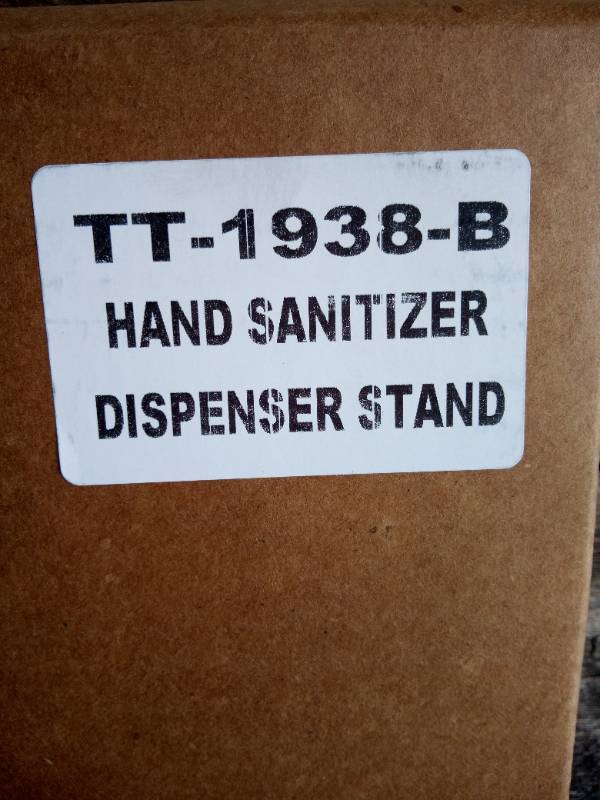 TT-1938-B
HAND SANITIZER
DISPENSER STAND